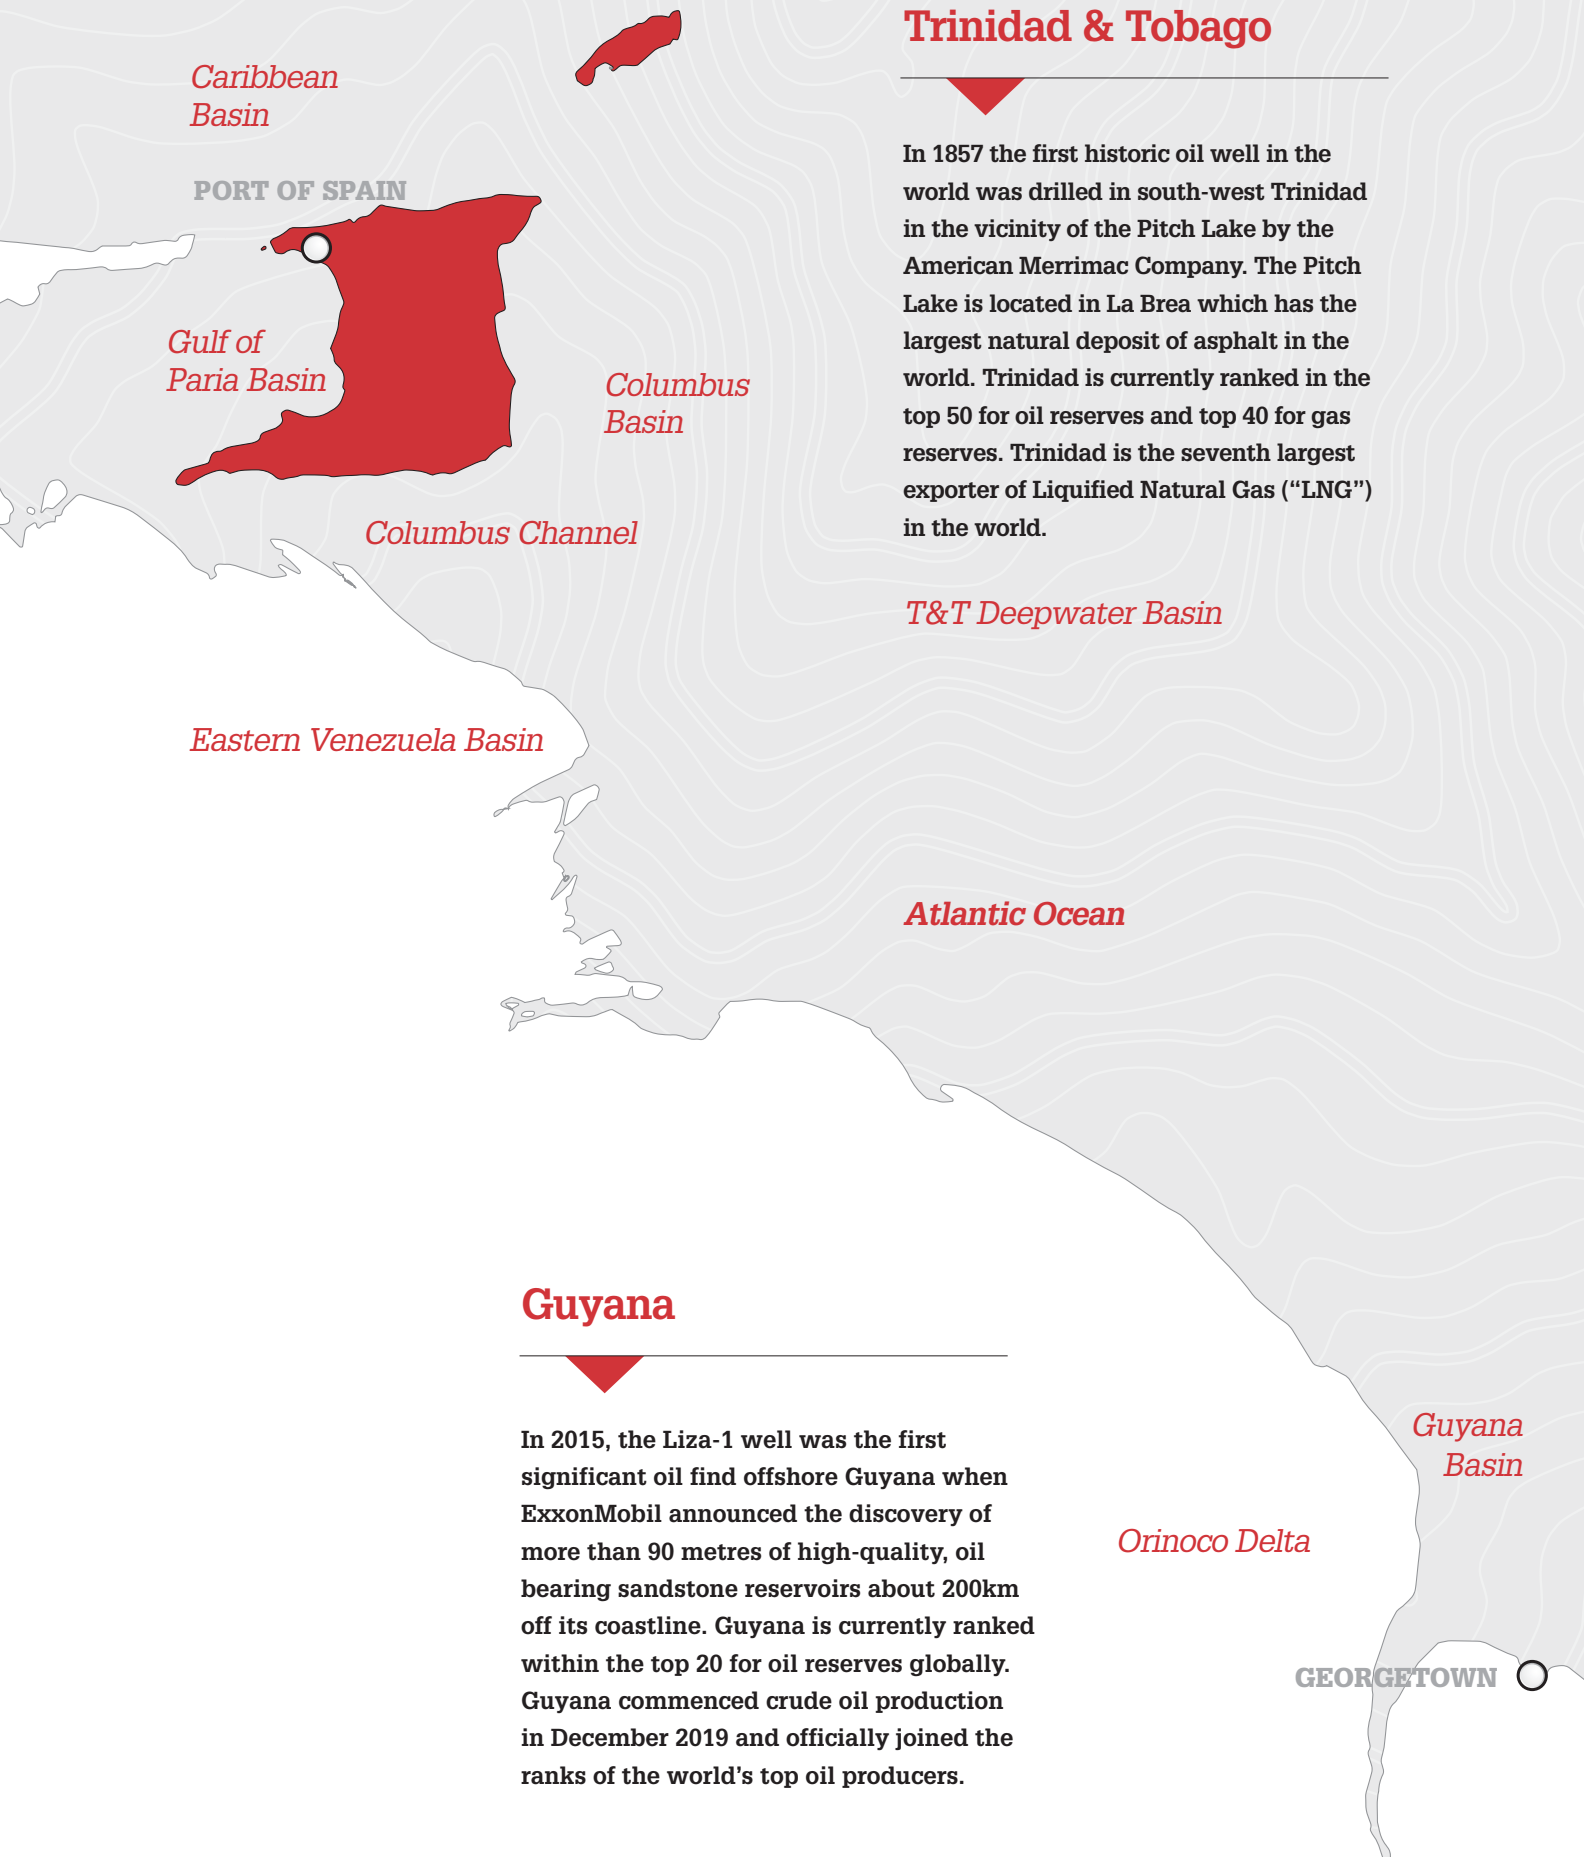 Trinidad & Tobago
Caribbean
Basin
In 1857 the first historic oil well in the
world was drilled in south-west Trinidad
in the vicinity of the Pitch Lake by the
American Merrimac Company. The Pitch
Lake is located in La Brea which has the
largest natural deposit of asphalt in the
world. Trinidad is currently ranked in the
top 50 for oil reserves and top 40 for gas
reserves. Trinidad is the seventh largest
exporter of Liquified Natural Gas (“LNG”)
in the world.
PORT OF SPAIN
Gulf of
Paria Basin
Columbus
Basin
Columbus Channel
T&T Deepwater Basin
Eastern Venezuela Basin
Atlantic Ocean
Guyana
In 2015, the Liza-1 well was the first
significant oil find offshore Guyana when
ExxonMobil announced the discovery of
more than 90 metres of high-quality, oil
bearing sandstone reservoirs about 200km
off its coastline. Guyana is currently ranked
within the top 20 for oil reserves globally.
Guyana commenced crude oil production
in December 2019 and officially joined the
ranks of the world’s top oil producers.
Guyana
Basin
Orinoco Delta
GEORGETOWN